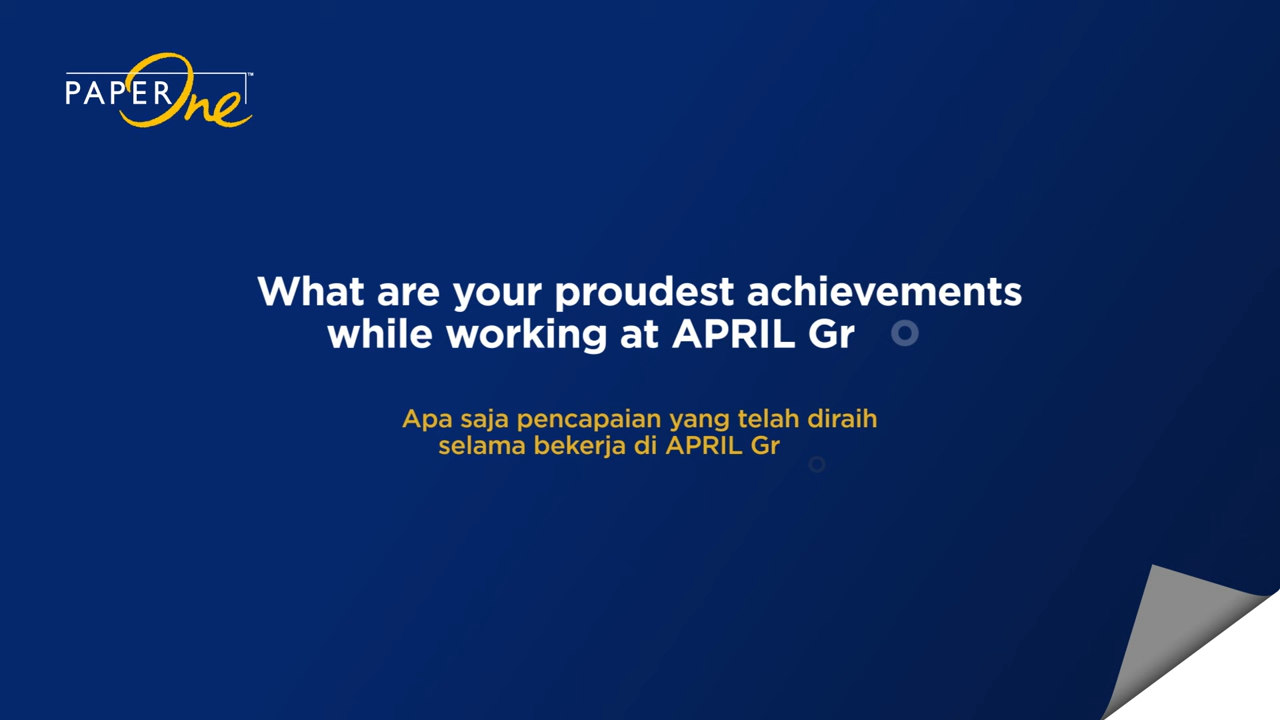 PAPER One™
What are your proudest achievements
while working at APRIL Gr o
Apa saja pencapaian yang telah diraih
selama bekerja di APRIL Gr o